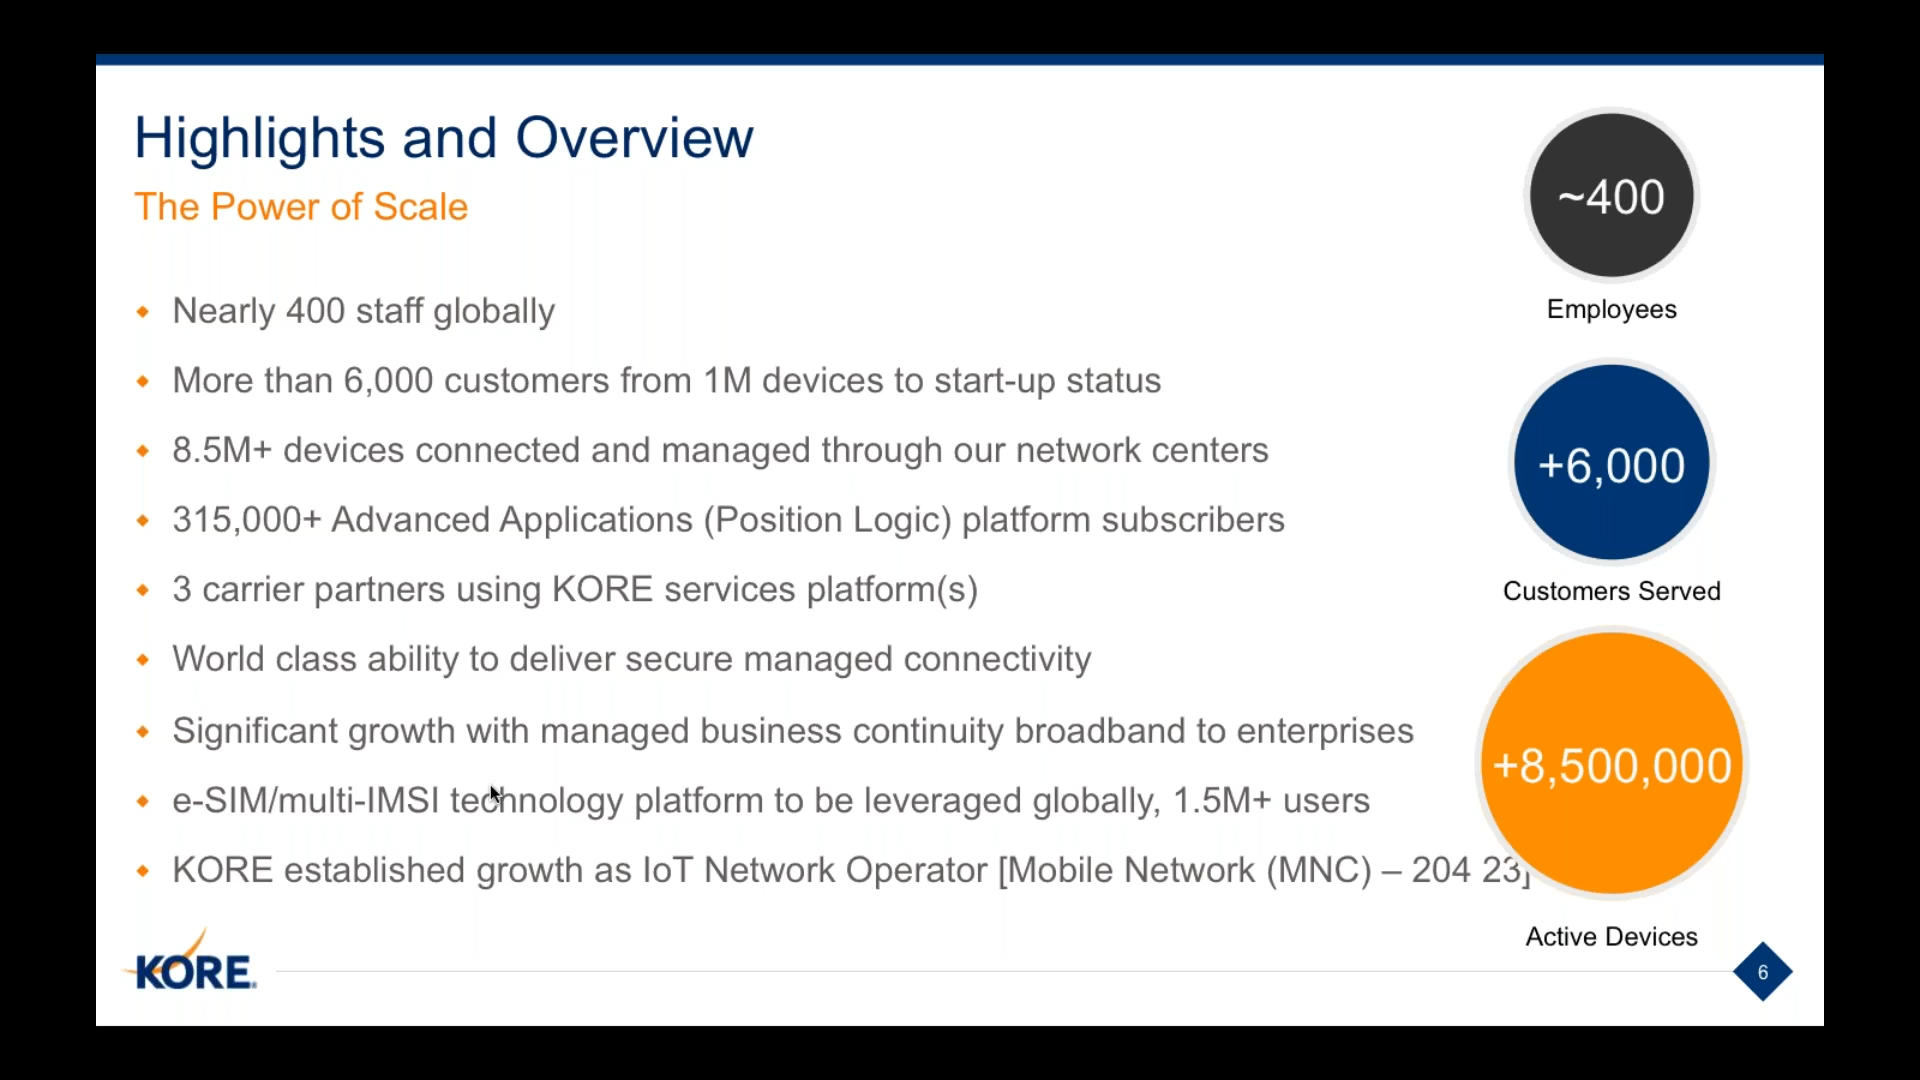 Highlights and Overview
The Power of Scale
Nearly 400 staff globally
More than 6,000 customers from 1M devices to start-up status
8.5M+ devices connected and managed through our network centers
315,000+ Advanced Applications (Position Logic) platform subscribers
3 carrier partners using KORE services platform(s)
World class ability to deliver secure managed connectivity
Significant growth with managed business continuity broadband to enterprises
e-SIM/multi-IMSI technology platform to be leveraged globally, 1.5M+ users
KORE established growth as IoT Network Operator [Mobile Network (MNC) – 204 23]
~400
Employees
+6,000
Customers Served
+8,500,000
Active Devices
KORE
6